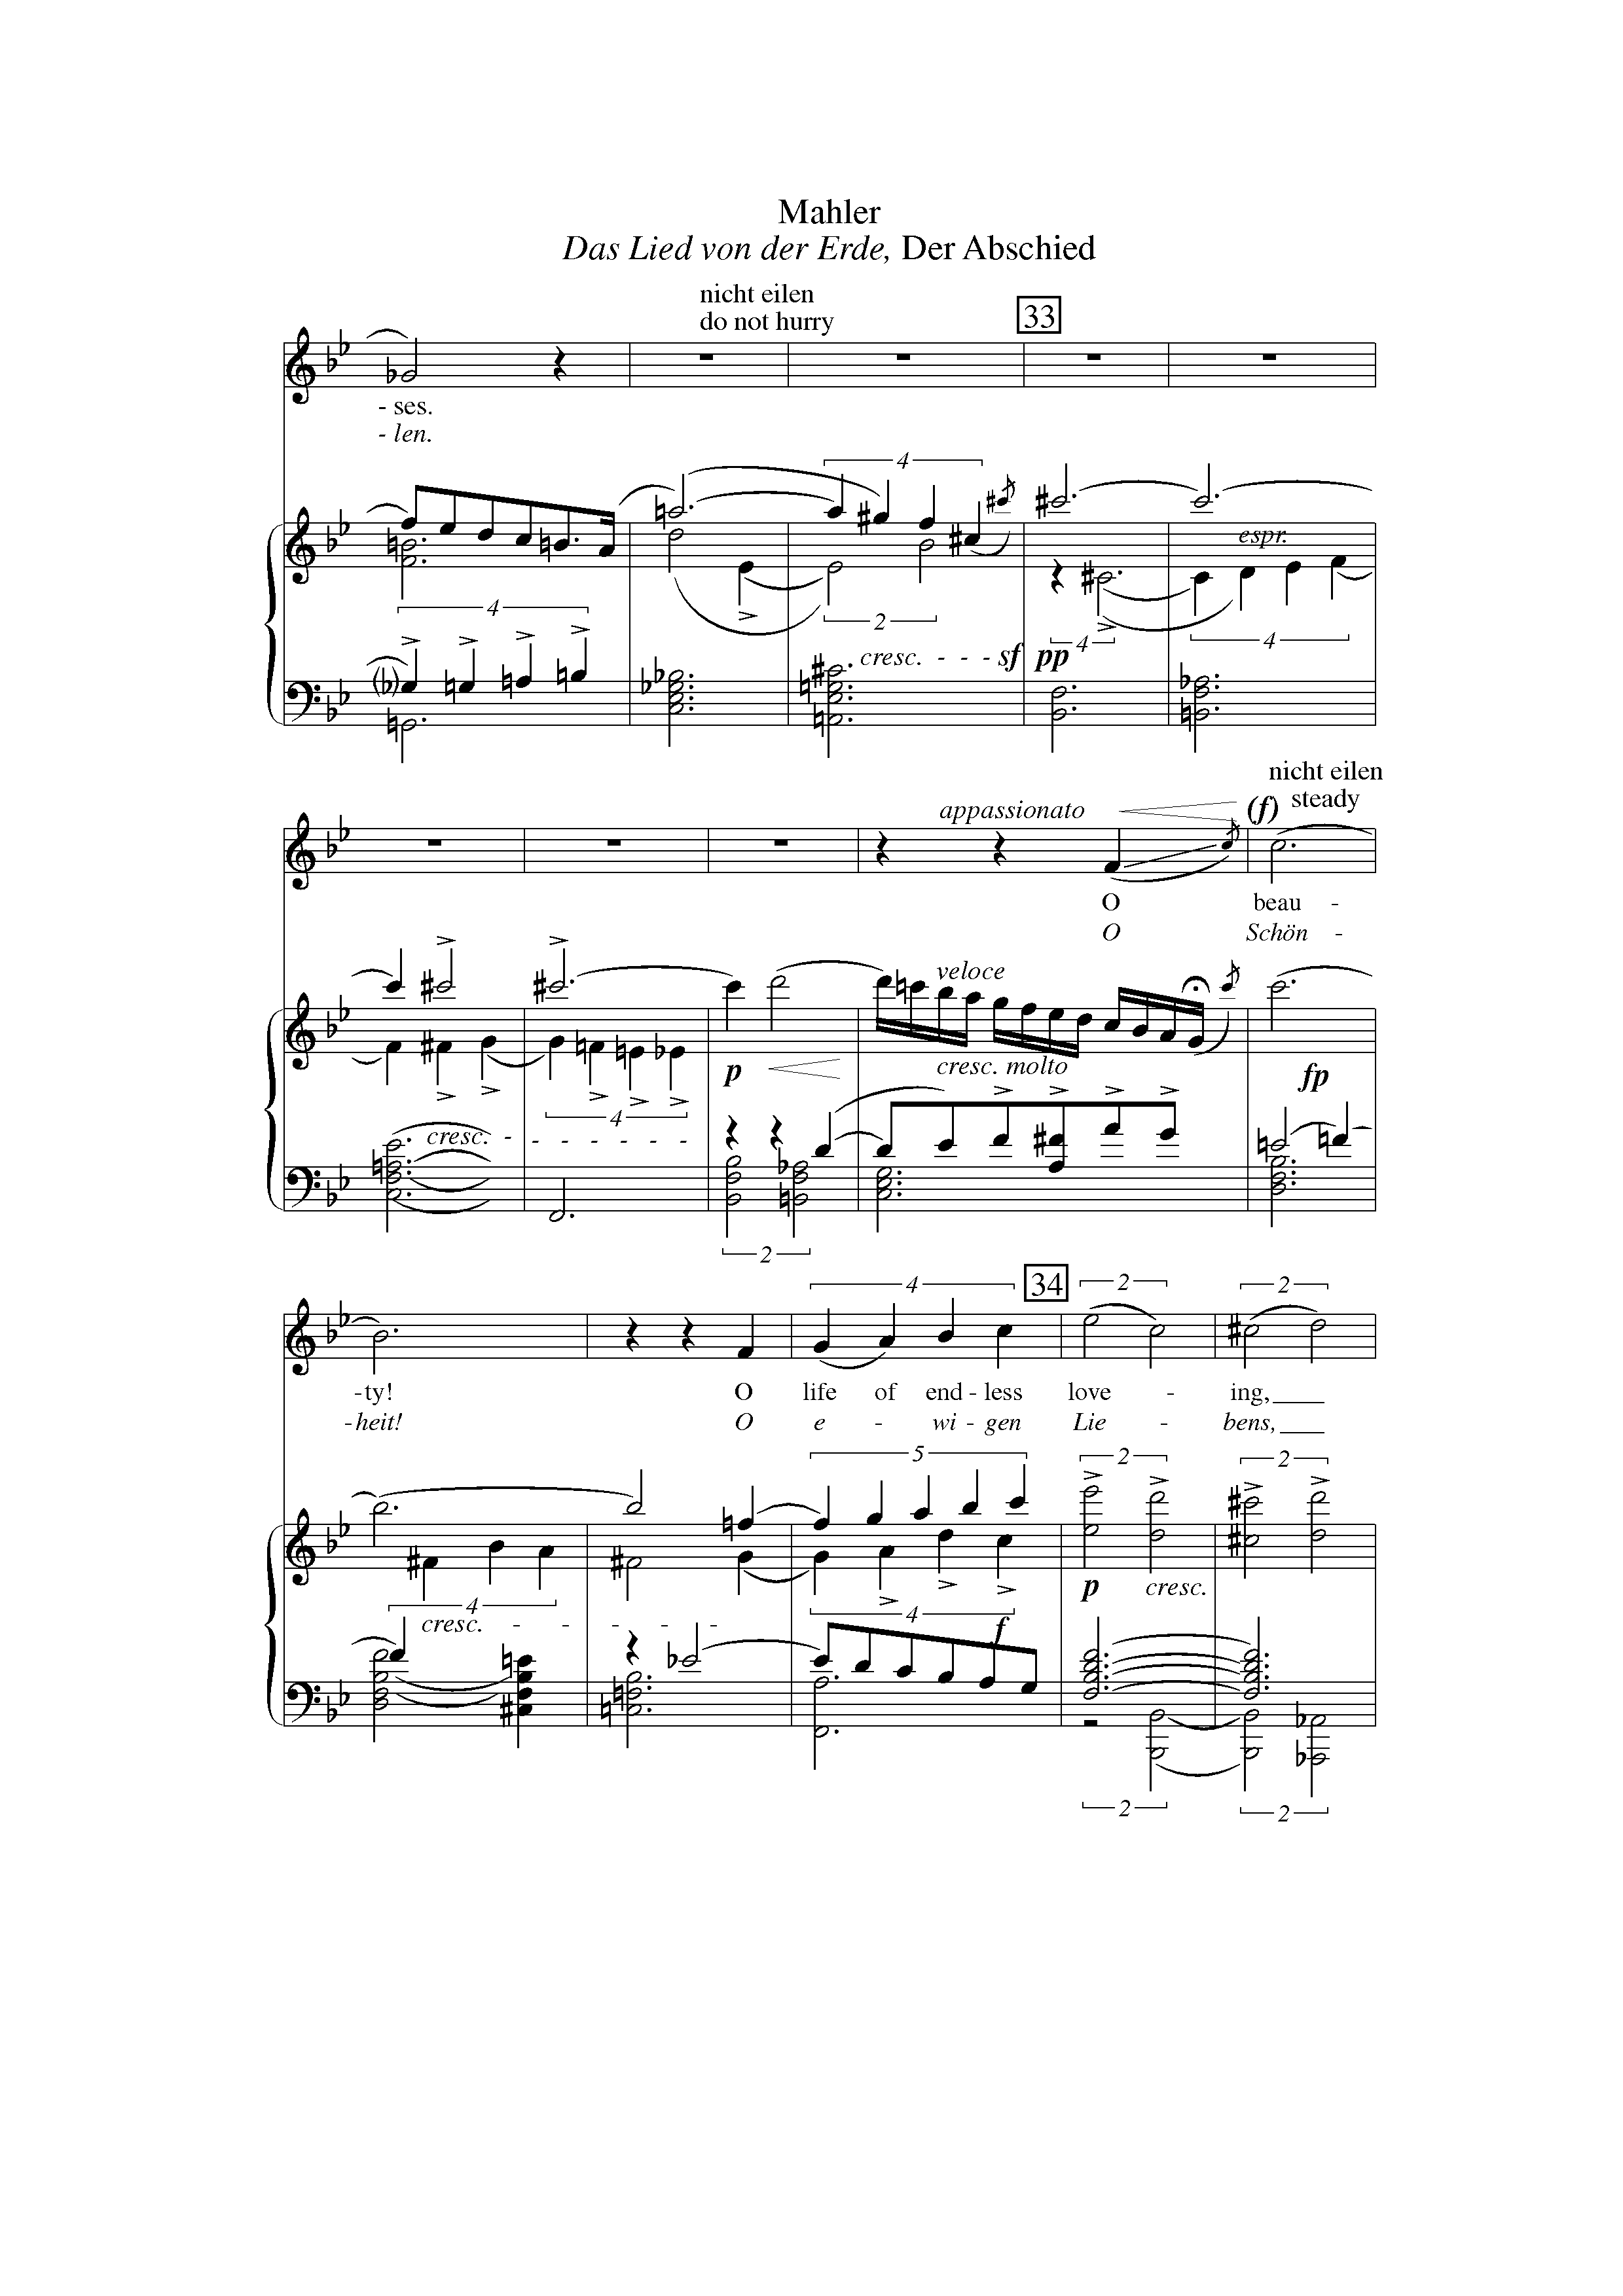 Mahler
Das Lied von der Erde, Der Abschied
nicht eilen
do not hurry
33
- ses.
- len.
4
4
espr.
4
2
cresc. - - - sf pp
4
4
nicht eilen
steady
appassionato
(f)
O beau -
O Schön -
veloce
p
cresc. molto
fp
4
cresc. - - - - - - -
2
4
34
2
2
-ty! O life of end - less love - ing,
-heit! O e - wi - gen Lie - bens,
5
2
2
p
cresc.
4
cresc. - - - - -
4
f
2
2